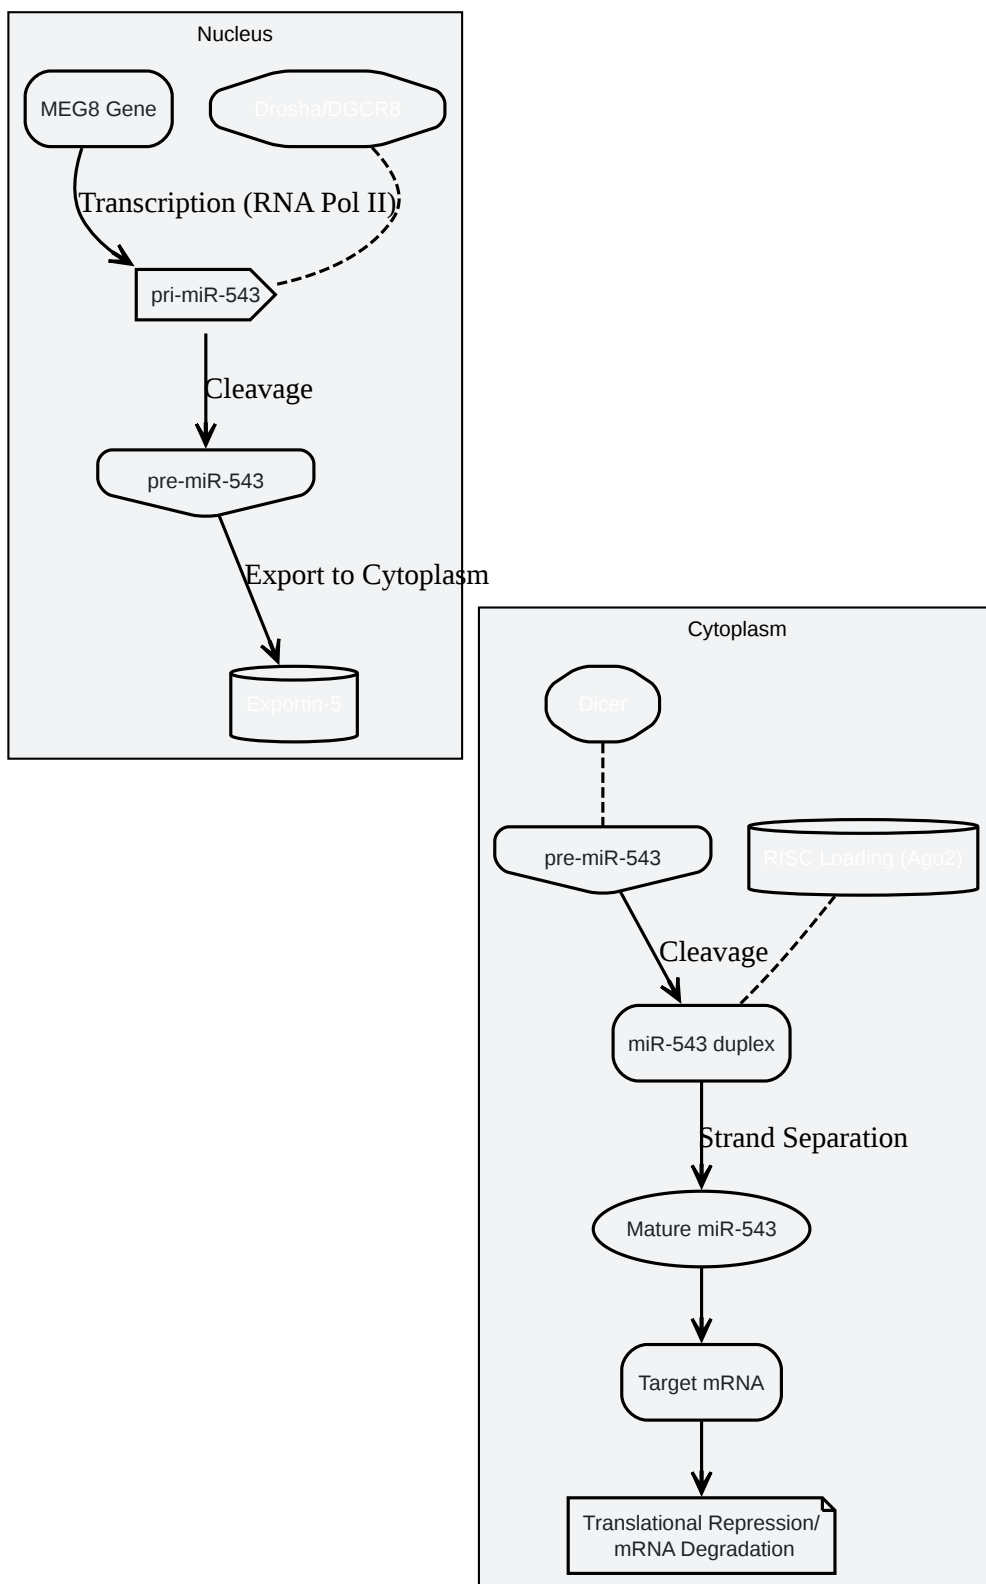 Nucleus
MEG8 Gene
Drosha/DGCR8
Transcription (RNA Pol II)
pri-miR-543
Cleavage
pre-miR-543
Export to Cytoplasm
Exportin-5
Cytoplasm
Dicer
pre-miR-543
RISC Loading (Ago2)
Cleavage
miR-543 duplex
Strand Separation
Mature miR-543
Target mRNA
Translational Repression/
mRNA Degradation